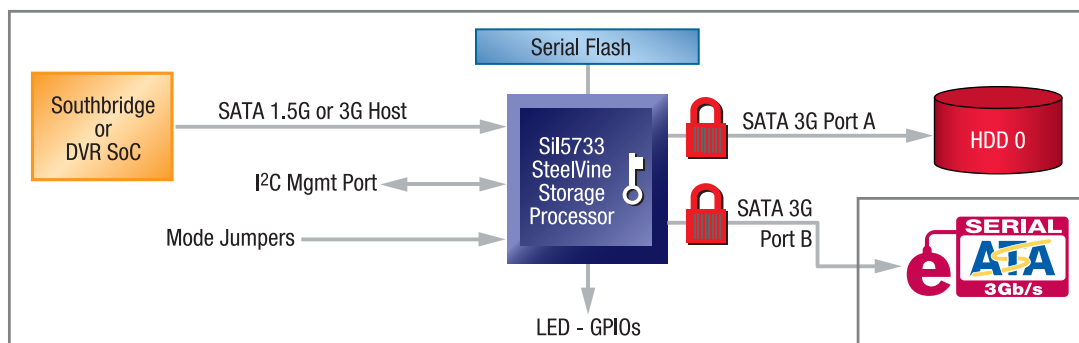 Serial Flash
Southbridge
or
DVR SoC
SATA 1.5G or 3G Host
I²C Mgmt Port
Mode Jumpers
SiI5733
SteelVine
Storage
Processor
SATA 3G Port A
HDD 0
SATA 3G
Port B
e
SERIAL
ATA
3Gb/s
LED - GPIOs